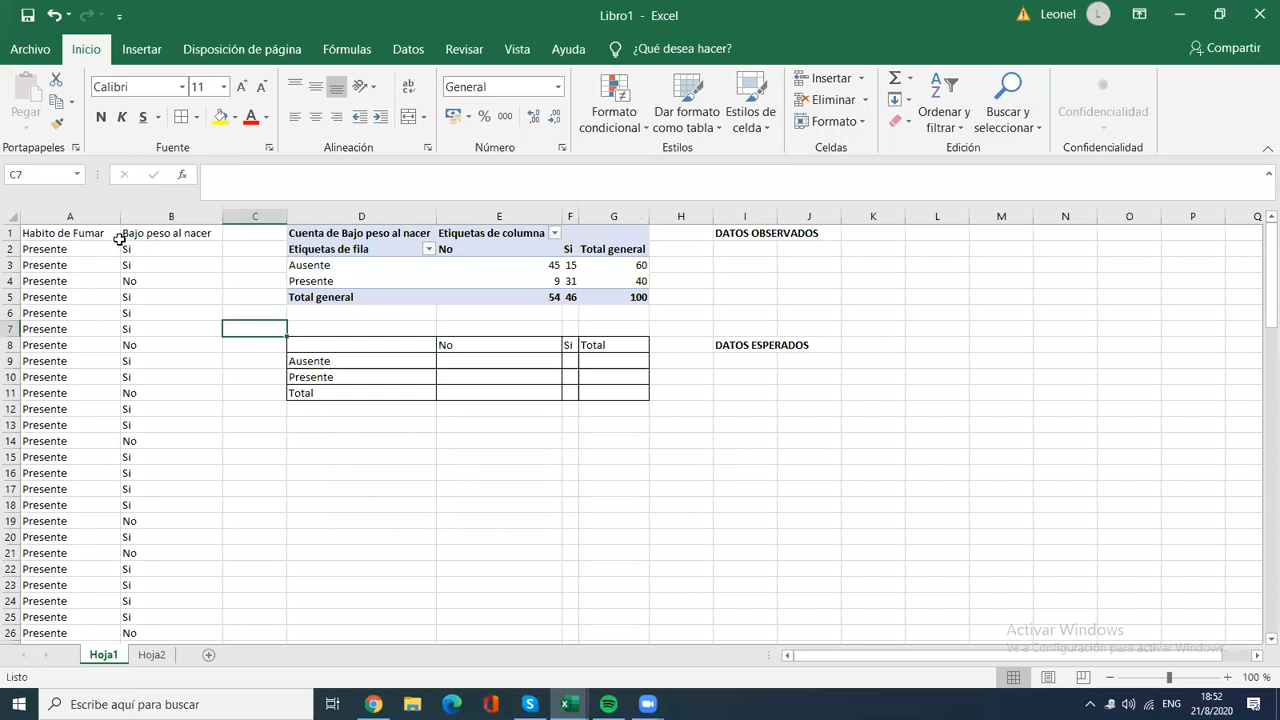 Libro1 - Excel
Leonel
L
Archivo Inicio Insertar Disposición de página Fórmulas Datos Revisar Vista Ayuda ¿Qué desea hacer? Compartir
Pegar
Calibri 11
General
Formato condicional
Dar formato como tabla
Estilos de celda
Insertar
Eliminar
Formato
Ordenar y filtrar
Buscar y seleccionar
Confidencialidad
N K S
% 000
Portapapeles Fuente Alineación Número Estilos Celdas Edición Confidencialidad
C7 fx
A B C D E F G H I J K L M N O P Q
1 Habito de Fumar Bajo peso al nacer Cuenta de Bajo peso al nacer Etiquetas de columna DATOS OBSERVADOS
2 Presente Si Etiquetas de fila No Si Total general
3 Presente Si Ausente 45 15 60
4 Presente No Presente 9 31 40
5 Presente Si Total general 54 46 100
6 Presente Si
7 Presente Si
8 Presente No No Si Total DATOS ESPERADOS
9 Presente Si Ausente
10 Presente Si Presente
11 Presente No Total
12 Presente Si
13 Presente Si
14 Presente No
15 Presente Si
16 Presente Si
17 Presente Si
18 Presente Si
19 Presente No
20 Presente Si
21 Presente No
22 Presente Si
23 Presente Si
24 Presente Si
25 Presente Si
26 Presente No
Activar Windows
Ve a Configuración para activar Windows.
Hoja1 Hoja2
Listo 100 %
Escribe aquí para buscar
ENG
18:52
21/8/2020